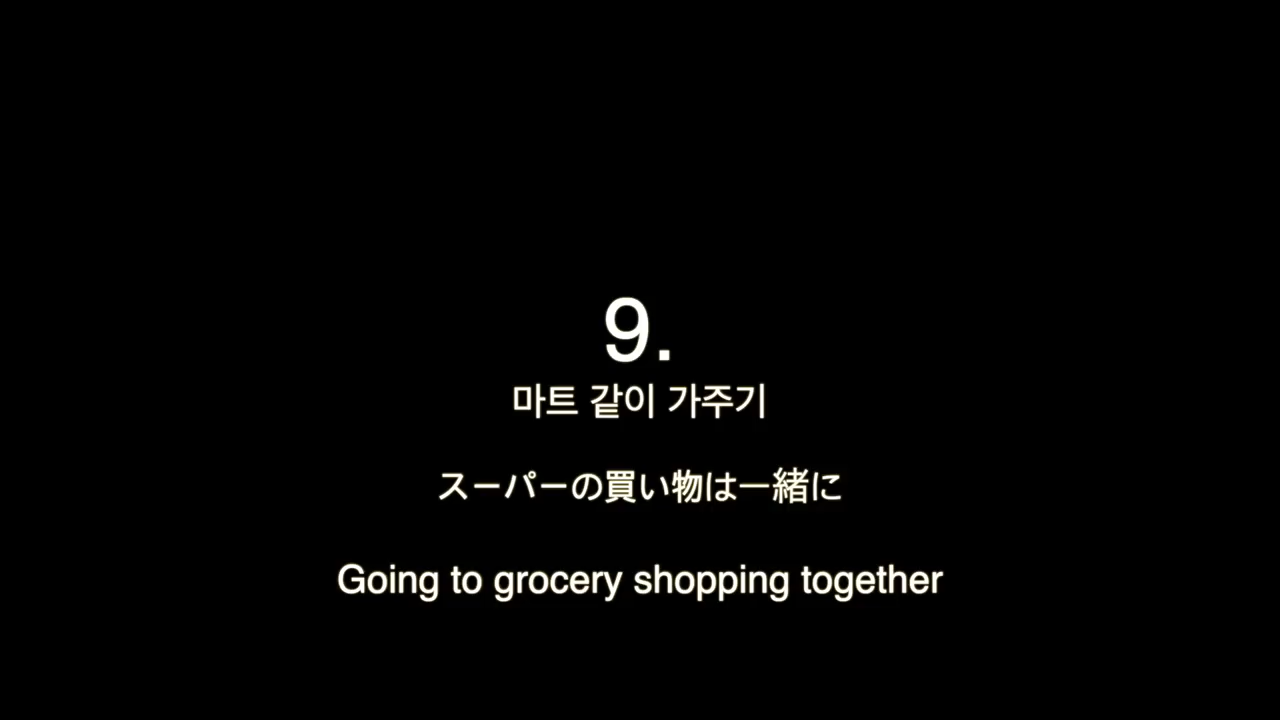 9.
마트 같이 가주기
スーパーの買い物は一緒に
Going to grocery shopping together